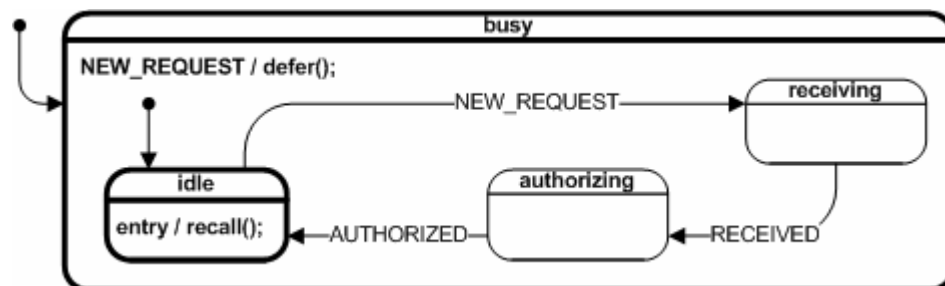 busy
NEW_REQUEST / defer();
NEW_REQUEST
receiving
idle
entry / recall();
authorizing
AUTHORIZED
RECEIVED